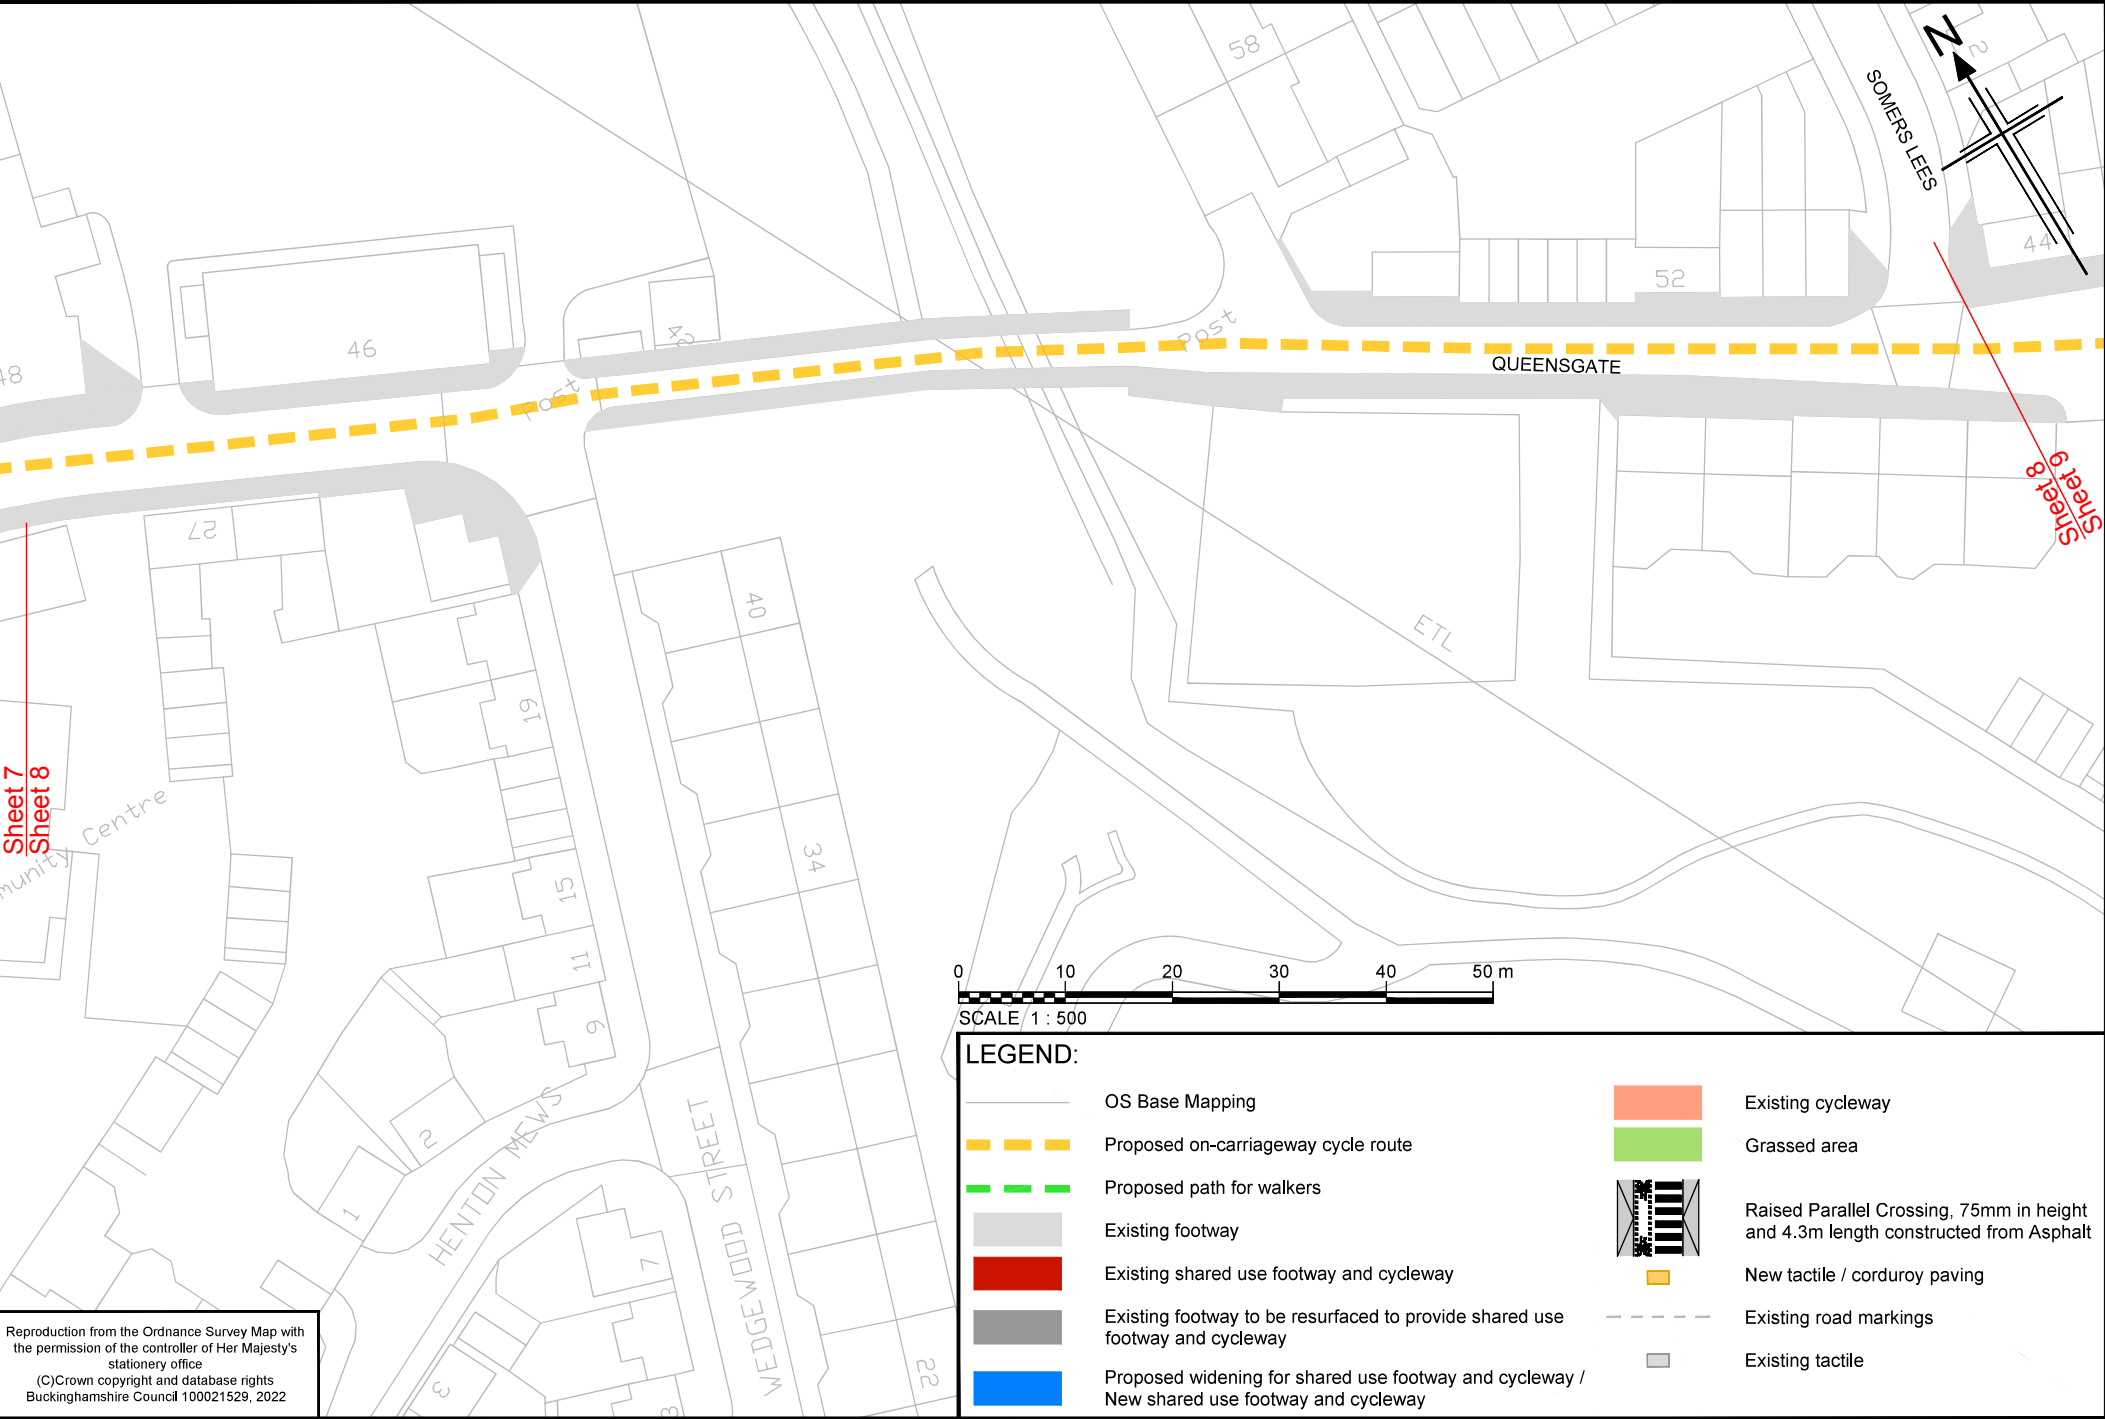 58
2
N
SOMERS LEES
44
52
46
42
Post
Post
QUEENSGATE
48
27
Sheet 8
Sheet 9
40
ETL
19
Sheet 7
Sheet 8
munity Centre
34
15
11
9
2
1
HENTON MEWS
WEDGEWOOD STREET
7
3
22
0 10 20 30 40 50 m
SCALE 1 : 500
LEGEND:
OS Base Mapping
Proposed on-carriageway cycle route
Proposed path for walkers
Existing footway
Existing shared use footway and cycleway
Existing footway to be resurfaced to provide shared use
footway and cycleway
Proposed widening for shared use footway and cycleway /
New shared use footway and cycleway
Existing cycleway
Grassed area
Raised Parallel Crossing, 75mm in height
and 4.3m length constructed from Asphalt
New tactile / corduroy paving
Existing road markings
Existing tactile
Reproduction from the Ordnance Survey Map with
the permission of the controller of Her Majesty's
stationery office
(C)Crown copyright and database rights
Buckinghamshire Council 100021529, 2022